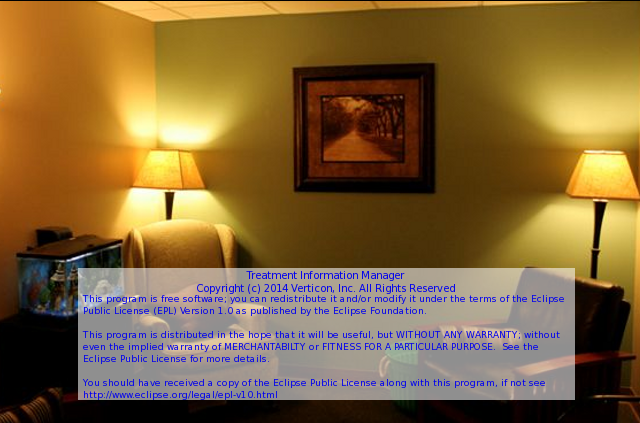 Treatment Information Manager
Copyright (c) 2014 Verticon, Inc. All Rights Reserved
This program is free software; you can redistribute it and/or modify it under the terms of the Eclipse
Public License (EPL) Version 1.0 as published by the Eclipse Foundation.
This program is distributed in the hope that it will be useful, but WITHOUT ANY WARRANTY; without
even the implied warranty of MERCHANTABILTY or FITNESS FOR A PARTICULAR PURPOSE.  See the
Eclipse Public License for more details.
You should have received a copy of the Eclipse Public License along with this program, if not see
http://www.eclipse.org/legal/epl-v10.html